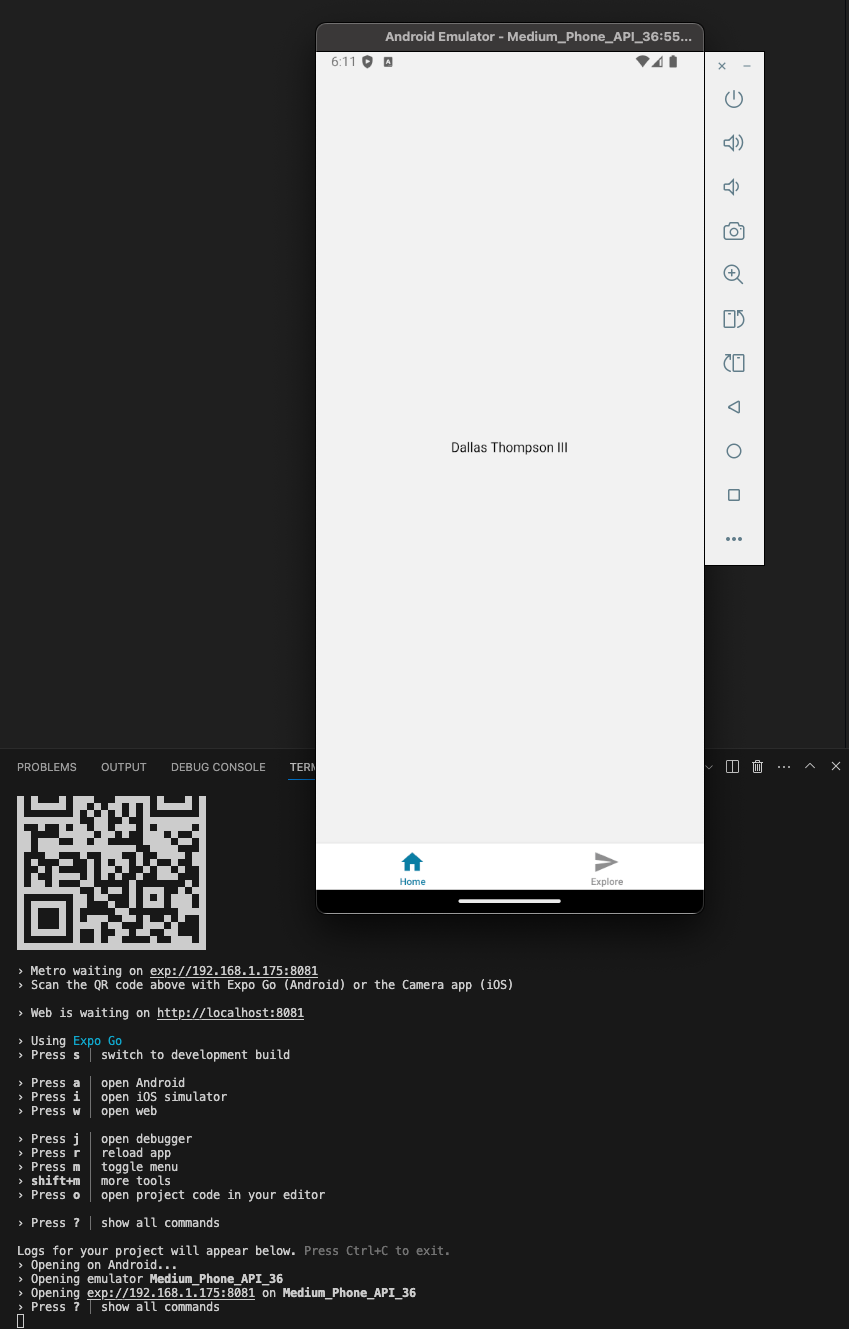 Android Emulator - Medium_Phone_API_36:55...
6:11
Dallas Thompson III
Home
Explore
PROBLEMS
OUTPUT
DEBUG CONSOLE
TERM
› Metro waiting on exp://192.168.1.175:8081
› Scan the QR code above with Expo Go (Android) or the Camera app (iOS)
› Web is waiting on http://localhost:8081
› Using Expo Go
› Press s │ switch to development build
› Press a │ open Android
› Press i │ open iOS simulator
› Press w │ open web
› Press j │ open debugger
› Press r │ reload app
› Press m │ toggle menu
› shift+m │ more tools
› Press o │ open project code in your editor
› Press ? │ show all commands
Logs for your project will appear below. Press Ctrl+C to exit.
› Opening on Android...
› Opening emulator Medium_Phone_API_36
› Opening exp://192.168.1.175:8081 on Medium_Phone_API_36
› Press ? │ show all commands